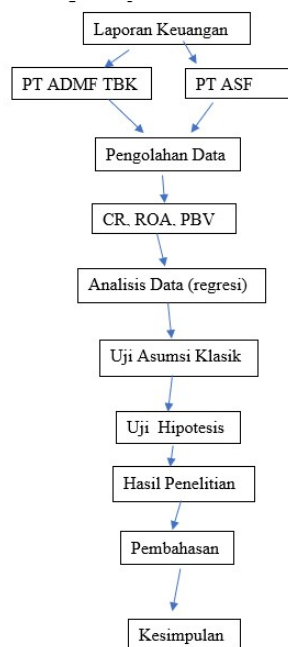 Laporan Keuangan
PT ADMF TBK
PT ASF
Pengolahan Data
CR, ROA, PBV
Analisis Data (regresi)
Uji Asumsi Klasik
Uji Hipotesis
Hasil Penelitian
Pembahasan
Kesimpulan